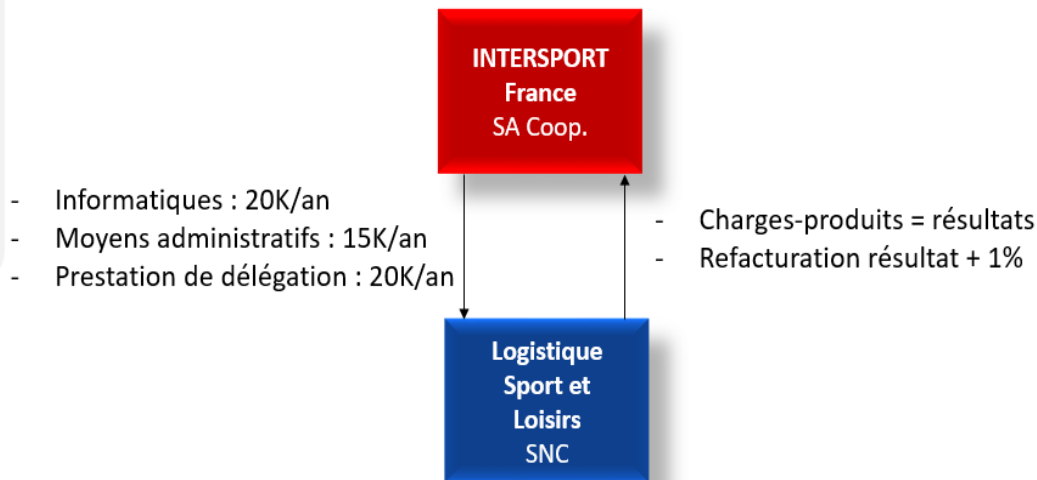 INTERSPORT
France
SA Coop.
- Informatiques : 20K/an
- Moyens administratifs : 15K/an
- Prestation de délégation : 20K/an
- Charges-produits = résultats
- Refacturation résultat + 1%
Logistique
Sport et
Loisirs
SNC